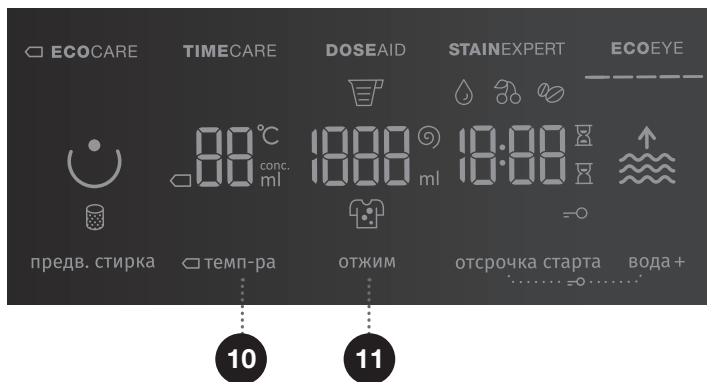 ECOCARE TIMECARE DOSEAID STAINEXPERT ECOEYE
88 °C conc. ml 1888 ml 18:88
предв. стирка темп-ра отжим отсрочка старта вода +
10 11